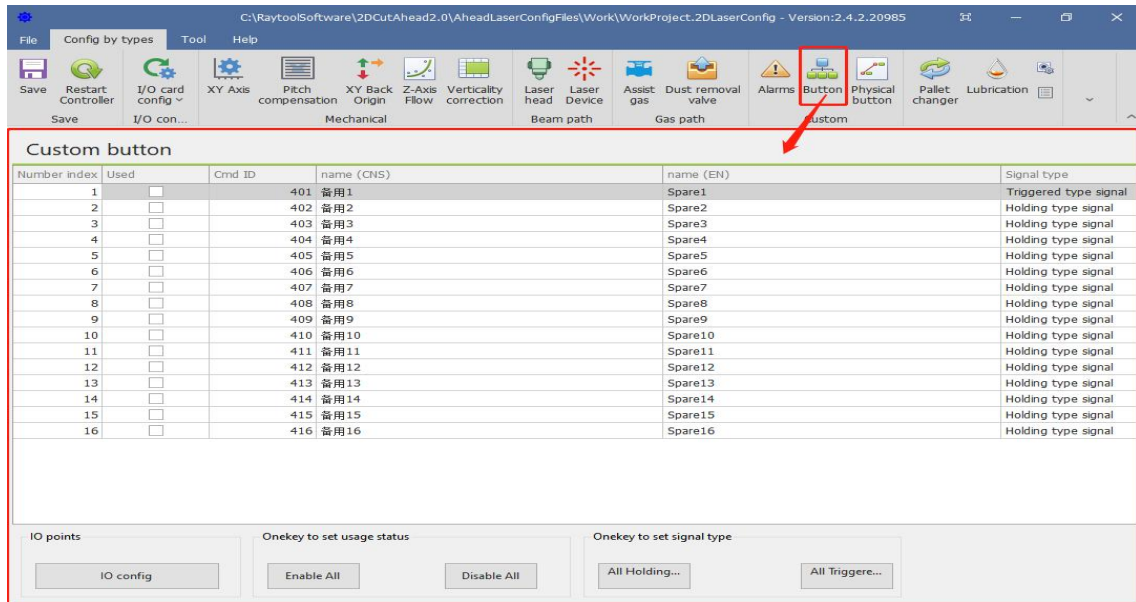 C:\RaytoolSoftware\2DCutAhead2.0\AheadLaserConfigFiles\Work\WorkProject.2DLaserConfig - Version:2.4.2.20985
File Config by types Tool Help
Save Restart Controller I/O card config XY Axis Pitch compensation XY Back Origin Z-Axis Fllow Verticality correction Laser head Laser Device Assist gas Dust removal valve Alarms Button Physical button Pallet changer Lubrication
Save I/O con... Mechanical Beam path Gas path Custom
Custom button
Number index Used Cmd ID name (CNS) name (EN) Signal type
1 401 备用1 Spare1 Triggered type signal
2 402 备用2 Spare2 Holding type signal
3 403 备用3 Spare3 Holding type signal
4 404 备用4 Spare4 Holding type signal
5 405 备用5 Spare5 Holding type signal
6 406 备用6 Spare6 Holding type signal
7 407 备用7 Spare7 Holding type signal
8 408 备用8 Spare8 Holding type signal
9 409 备用9 Spare9 Holding type signal
10 410 备用10 Spare10 Holding type signal
11 411 备用11 Spare11 Holding type signal
12 412 备用12 Spare12 Holding type signal
13 413 备用13 Spare13 Holding type signal
14 414 备用14 Spare14 Holding type signal
15 415 备用15 Spare15 Holding type signal
16 416 备用16 Spare16 Holding type signal
IO points Onekey to set usage status Onekey to set signal type
IO config Enable All Disable All All Holding... All Triggere...